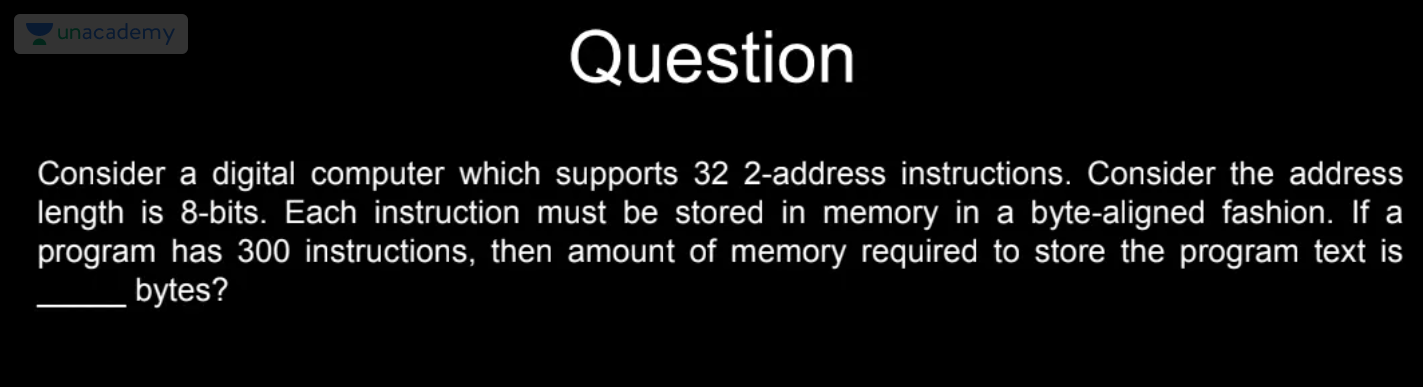 unacademy
Question
Consider a digital computer which supports 32 2-address instructions. Consider the address
length is 8-bits. Each instruction must be stored in memory in a byte-aligned fashion. If a
program has 300 instructions, then amount of memory required to store the program text is
_____ bytes?